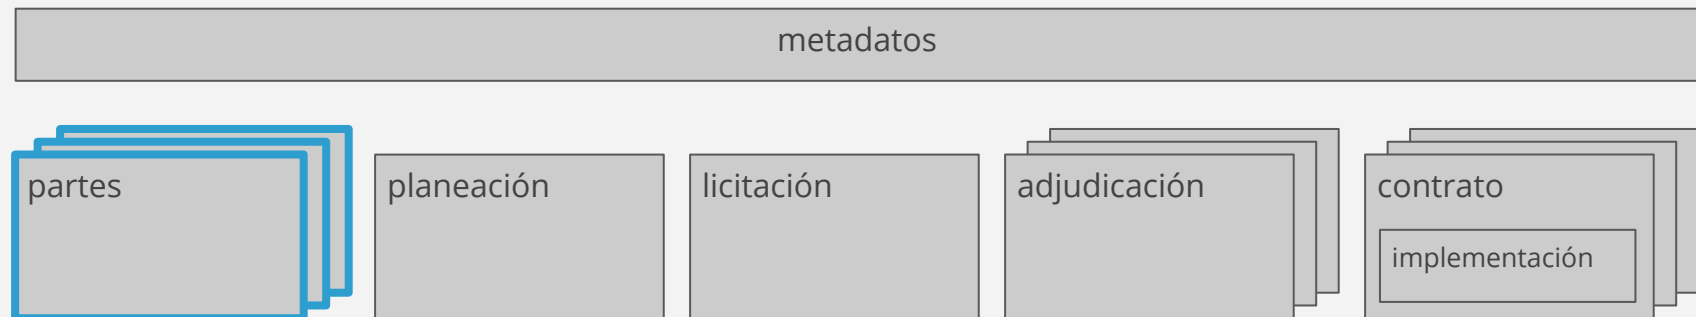 metadatos
partes
planeación
licitación
adjudicación
contrato
implementación